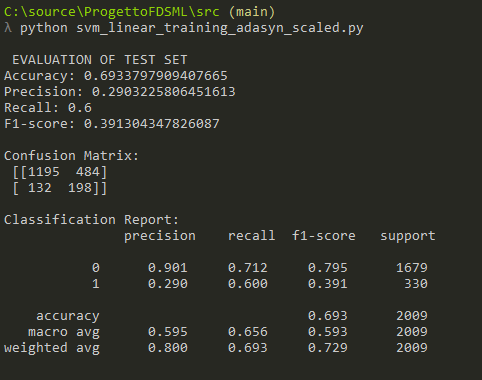 C:\source\ProgettoFDSML\src (main)
λ python svm_linear_training_adasyn_scaled.py
EVALUATION OF TEST SET
Accuracy: 0.6933797909407665
Precision: 0.2903225806451613
Recall: 0.6
F1-score: 0.391304347826087
Confusion Matrix:
[[1195  484]
[ 132  198]]
Classification Report:
precision    recall  f1-score   support
0      0.901     0.712     0.795      1679
1      0.290     0.600     0.391       330
accuracy                          0.693      2009
macro avg      0.595     0.656     0.593      2009
weighted avg      0.800     0.693     0.729      2009